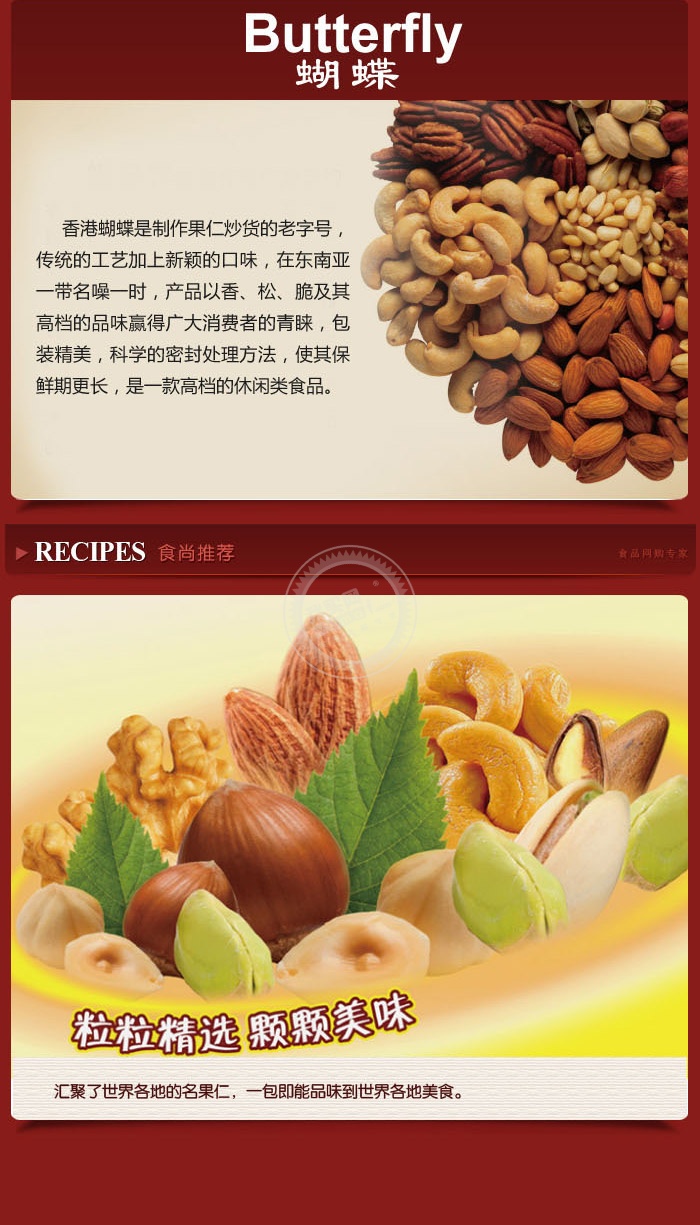 Butterfly
蝴蝶
香港蝴蝶是制作果仁炒货的老字号，
传统的工艺加上新颖的口味，在东南亚
一带名噪一时，产品以香、松、脆及其
高档的品味赢得广大消费者的青睐，包
装精美，科学的密封处理方法，使其保
鲜期更长，是一款高档的休闲类食品。
RECIPES 食尚推荐
食品网购专家
粒粒精选 颗颗美味
汇聚了世界各地的名果仁，一包即能品味到世界各地美食。